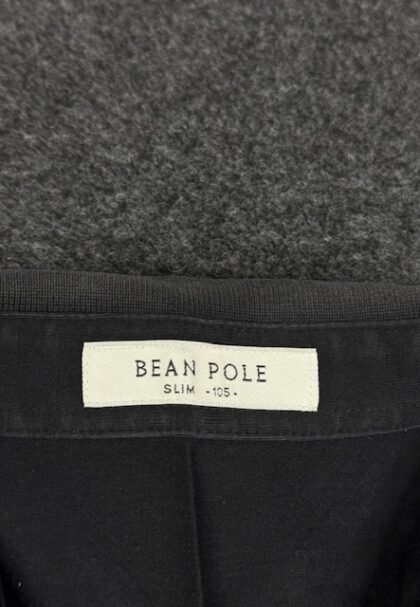 BEAN POLE
SLIM -105-